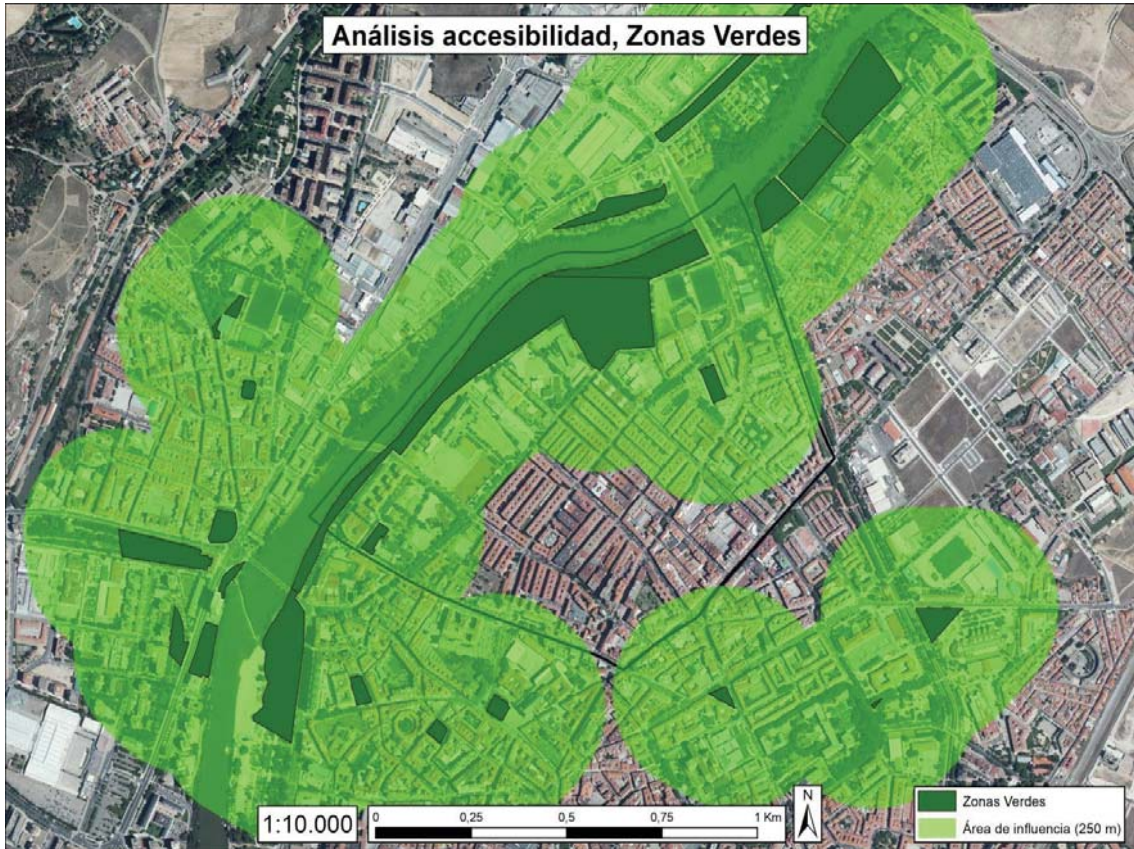 Análisis accesibilidad, Zonas Verdes
1:10.000
0 0,25 0,5 0,75 1 Km
N
Zonas Verdes
Área de influencia (250 m)